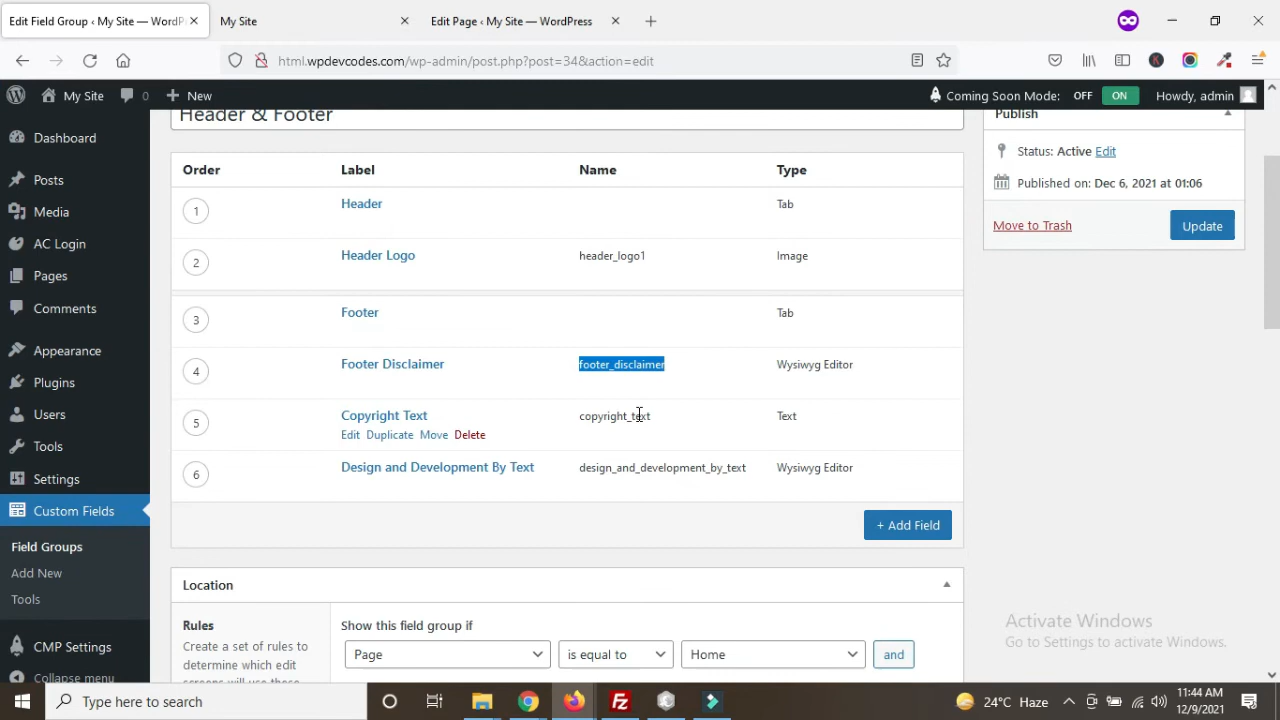 Edit Field Group ‹ My Site — WordPr
My Site
Edit Page ‹ My Site — WordPress
html.wpdevcodes.com/wp-admin/post.php?post=34&action=edit
My Site
0
New
Coming Soon Mode:
OFF
ON
Howdy, admin
Dashboard
Posts
Media
AC Login
Pages
Comments
Appearance
Plugins
Users
Tools
Settings
Custom Fields
Field Groups
Add New
Tools
CMP Settings
Collapse menu
Header & Footer
Order Label Name Type
1 Header Tab
2 Header Logo header_logo1 Image
3 Footer Tab
4 Footer Disclaimer footer_disclaimer Wysiwyg Editor
5 Copyright Text copyright_text Text
Edit Duplicate Move Delete
6 Design and Development By Text design_and_development_by_text Wysiwyg Editor
+ Add Field
Location
Rules
Create a set of rules to
determine which edit
screens will use these
Show this field group if
Page is equal to Home and
Publish
Status: Active Edit
Published on: Dec 6, 2021 at 01:06
Move to Trash Update
Activate Windows
Go to Settings to activate Windows.
Type here to search
24°C Haze
11:44 AM
12/9/2021